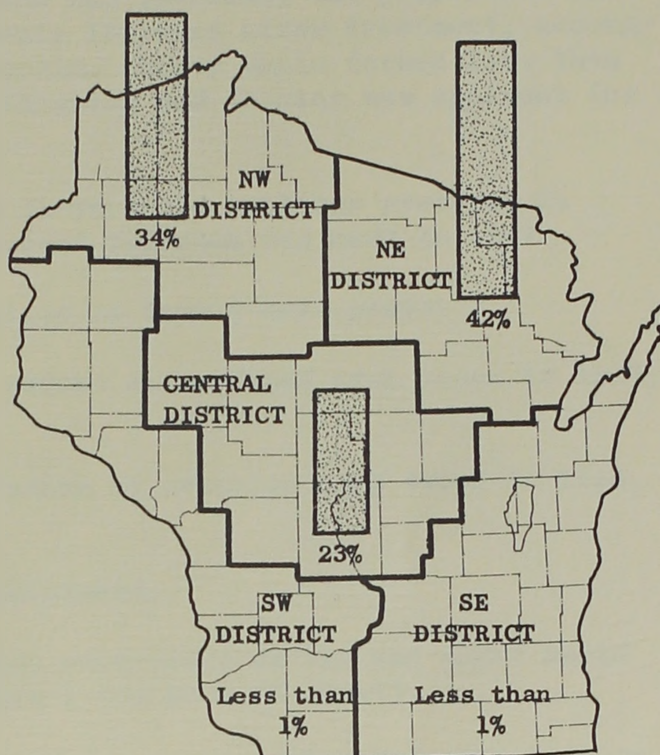 NW
DISTRICT
34%
NE
DISTRICT
42%
CENTRAL
DISTRICT
23%
SW
DISTRICT
Less than
1%
SE
DISTRICT
Less than
1%